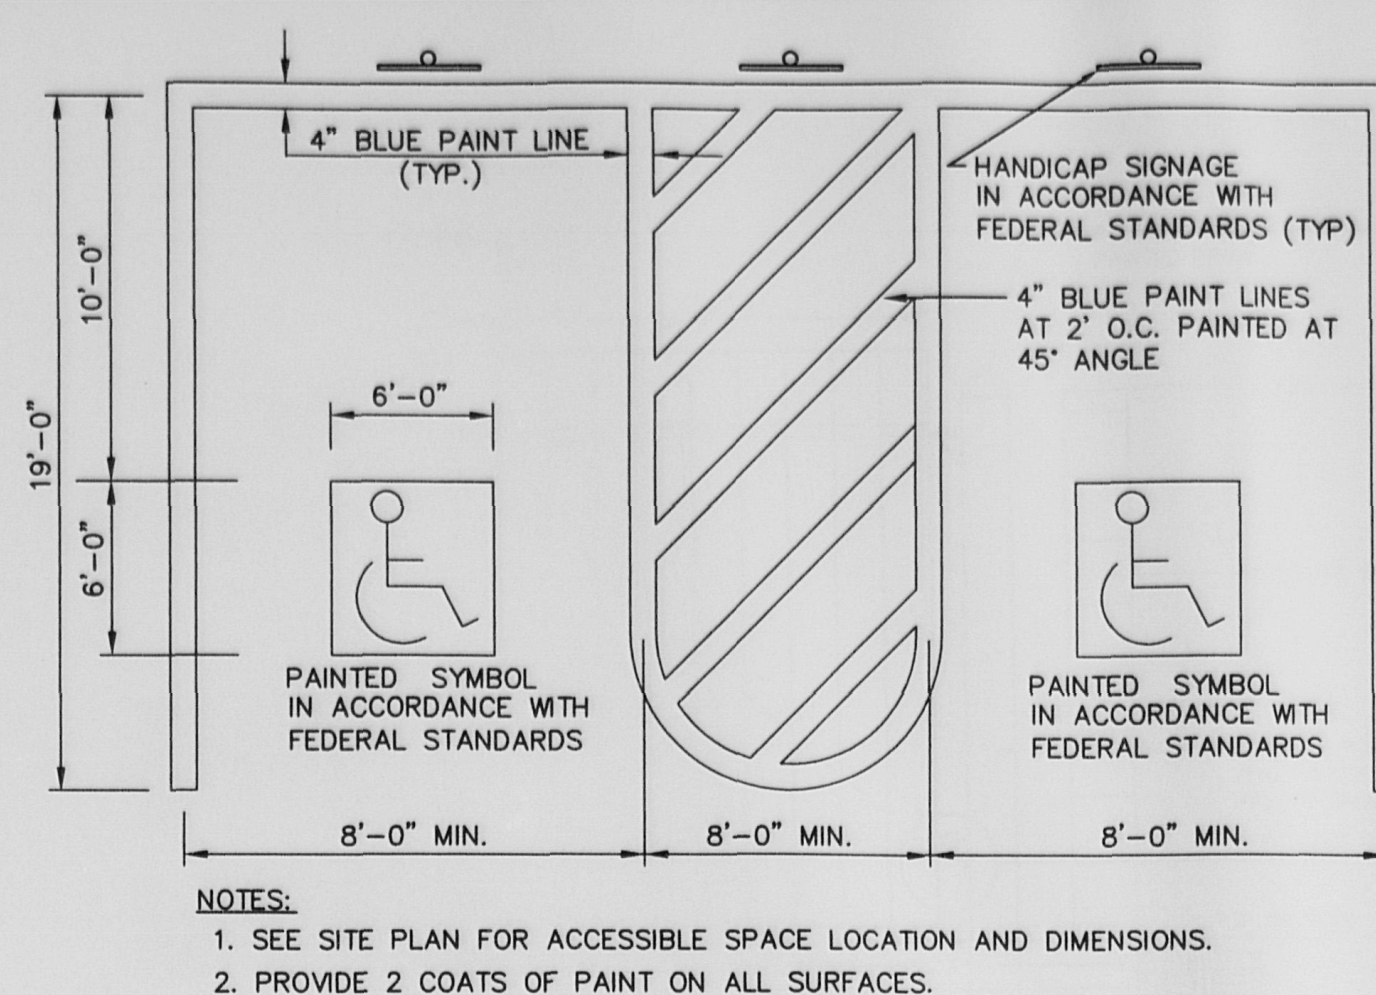 4" BLUE PAINT LINE
(TYP.)
HANDICAP SIGNAGE
IN ACCORDANCE WITH
FEDERAL STANDARDS (TYP)
10'-0"
4" BLUE PAINT LINES
AT 2' O.C. PAINTED AT
45° ANGLE
6'-0"
19'-0"
6'-0"
PAINTED SYMBOL
IN ACCORDANCE WITH
FEDERAL STANDARDS
PAINTED SYMBOL
IN ACCORDANCE WITH
FEDERAL STANDARDS
8'-0" MIN.
8'-0" MIN.
8'-0" MIN.
NOTES:
1. SEE SITE PLAN FOR ACCESSIBLE SPACE LOCATION AND DIMENSIONS.
2. PROVIDE 2 COATS OF PAINT ON ALL SURFACES.